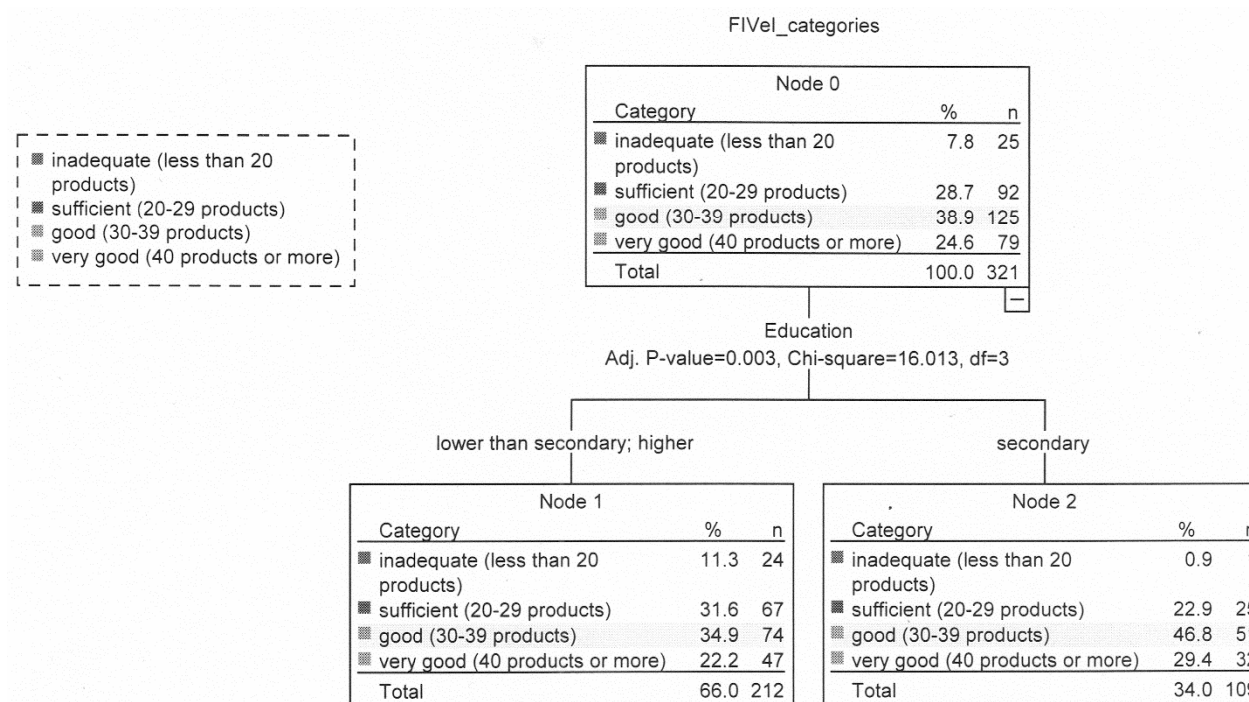 FIVeI_categories
Node 0
Category % n
inadequate (less than 20 7.8 25
products)
sufficient (20-29 products) 28.7 92
good (30-39 products) 38.9 125
very good (40 products or more) 24.6 79
Total 100.0 321
inadequate (less than 20
products)
sufficient (20-29 products)
good (30-39 products)
very good (40 products or more)
Education
Adj. P-value=0.003, Chi-square=16.013, df=3
lower than secondary; higher
secondary
Node 1
Category % n
inadequate (less than 20 11.3 24
products)
sufficient (20-29 products) 31.6 67
good (30-39 products) 34.9 74
very good (40 products or more) 22.2 47
Total 66.0 212
Node 2
Category %
inadequate (less than 20 0.9
products)
sufficient (20-29 products) 22.9
good (30-39 products) 46.8
very good (40 products or more) 29.4
Total 34.0